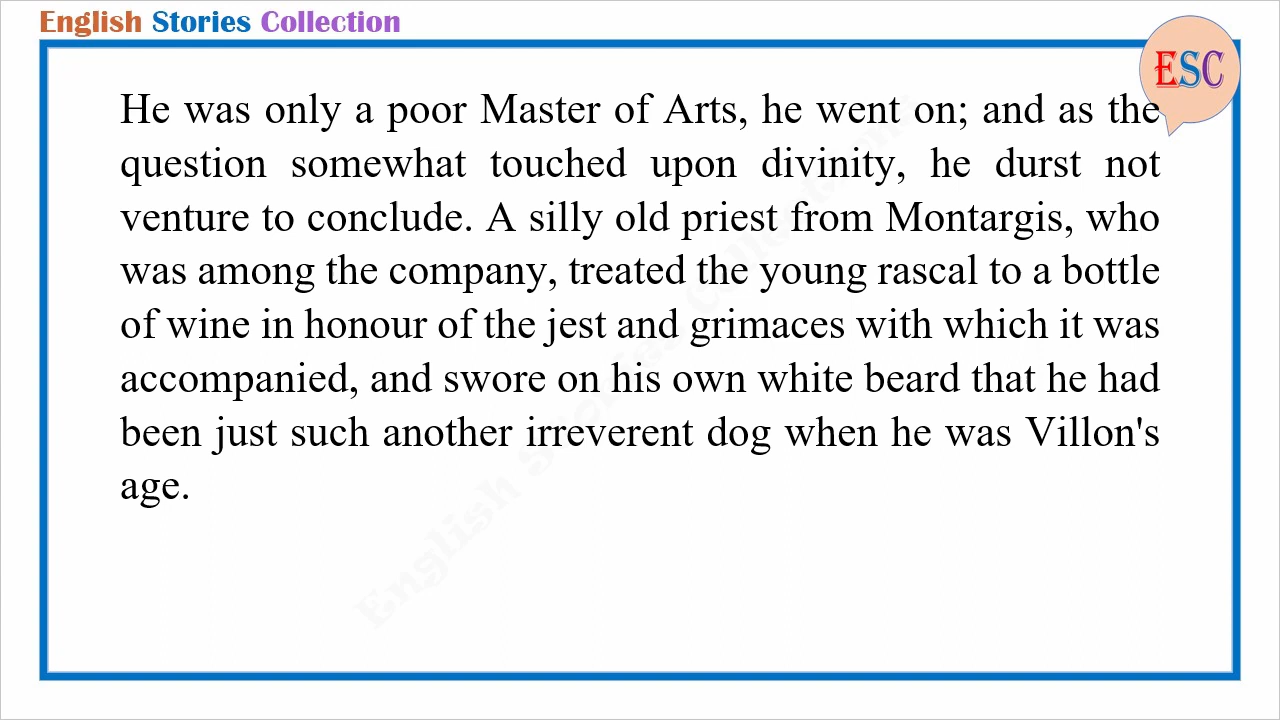 English Stories Collection
ESC
He was only a poor Master of Arts, he went on; and as the
question somewhat touched upon divinity, he durst not
venture to conclude. A silly old priest from Montargis, who
was among the company, treated the young rascal to a bottle
of wine in honour of the jest and grimaces with which it was
accompanied, and swore on his own white beard that he had
been just such another irreverent dog when he was Villon's
age.